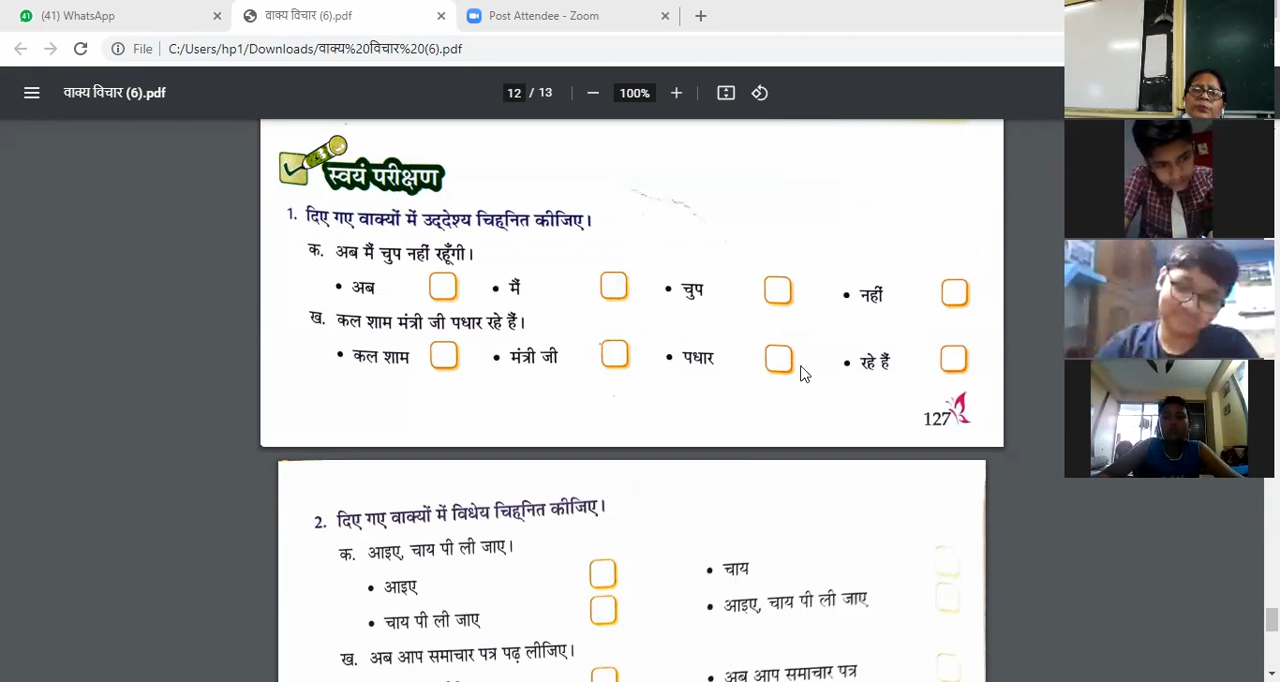 (41) WhatsApp
वाक्य विचार (6).pdf
Post Attendee - Zoom
File C:/Users/hp1/Downloads/वाक्य%20विचार%20(6).pdf
वाक्य विचार (6).pdf
12 / 13
100%
स्वयं परीक्षण
1. दिए गए वाक्यों में उद्देश्य चिह्नित कीजिए।
क. अब मैं चुप नहीं रहूँगी।
• अब • मैं • चुप • नहीं
ख. कल शाम मंत्री जी पधार रहे हैं।
• कल शाम • मंत्री जी • पधार • रहे हैं
127
2. दिए गए वाक्यों में विधेय चिह्नित कीजिए।
क. आइए, चाय पी ली जाए।
• आइए • चाय
• चाय पी ली जाए • आइए, चाय पी ली जाए
ख. अब आप समाचार पत्र पढ़ लीजिए।
• अब आप समाचार पत्र